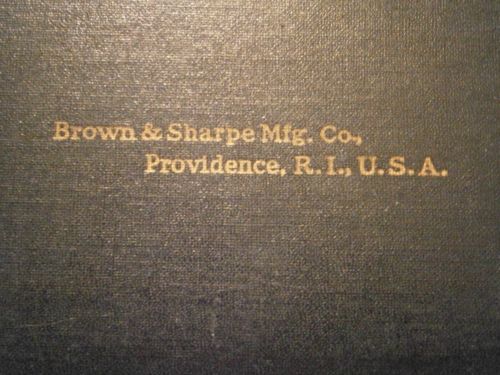 Brown & Sharpe Mfg. Co.,
Providence, R. I., U. S. A.